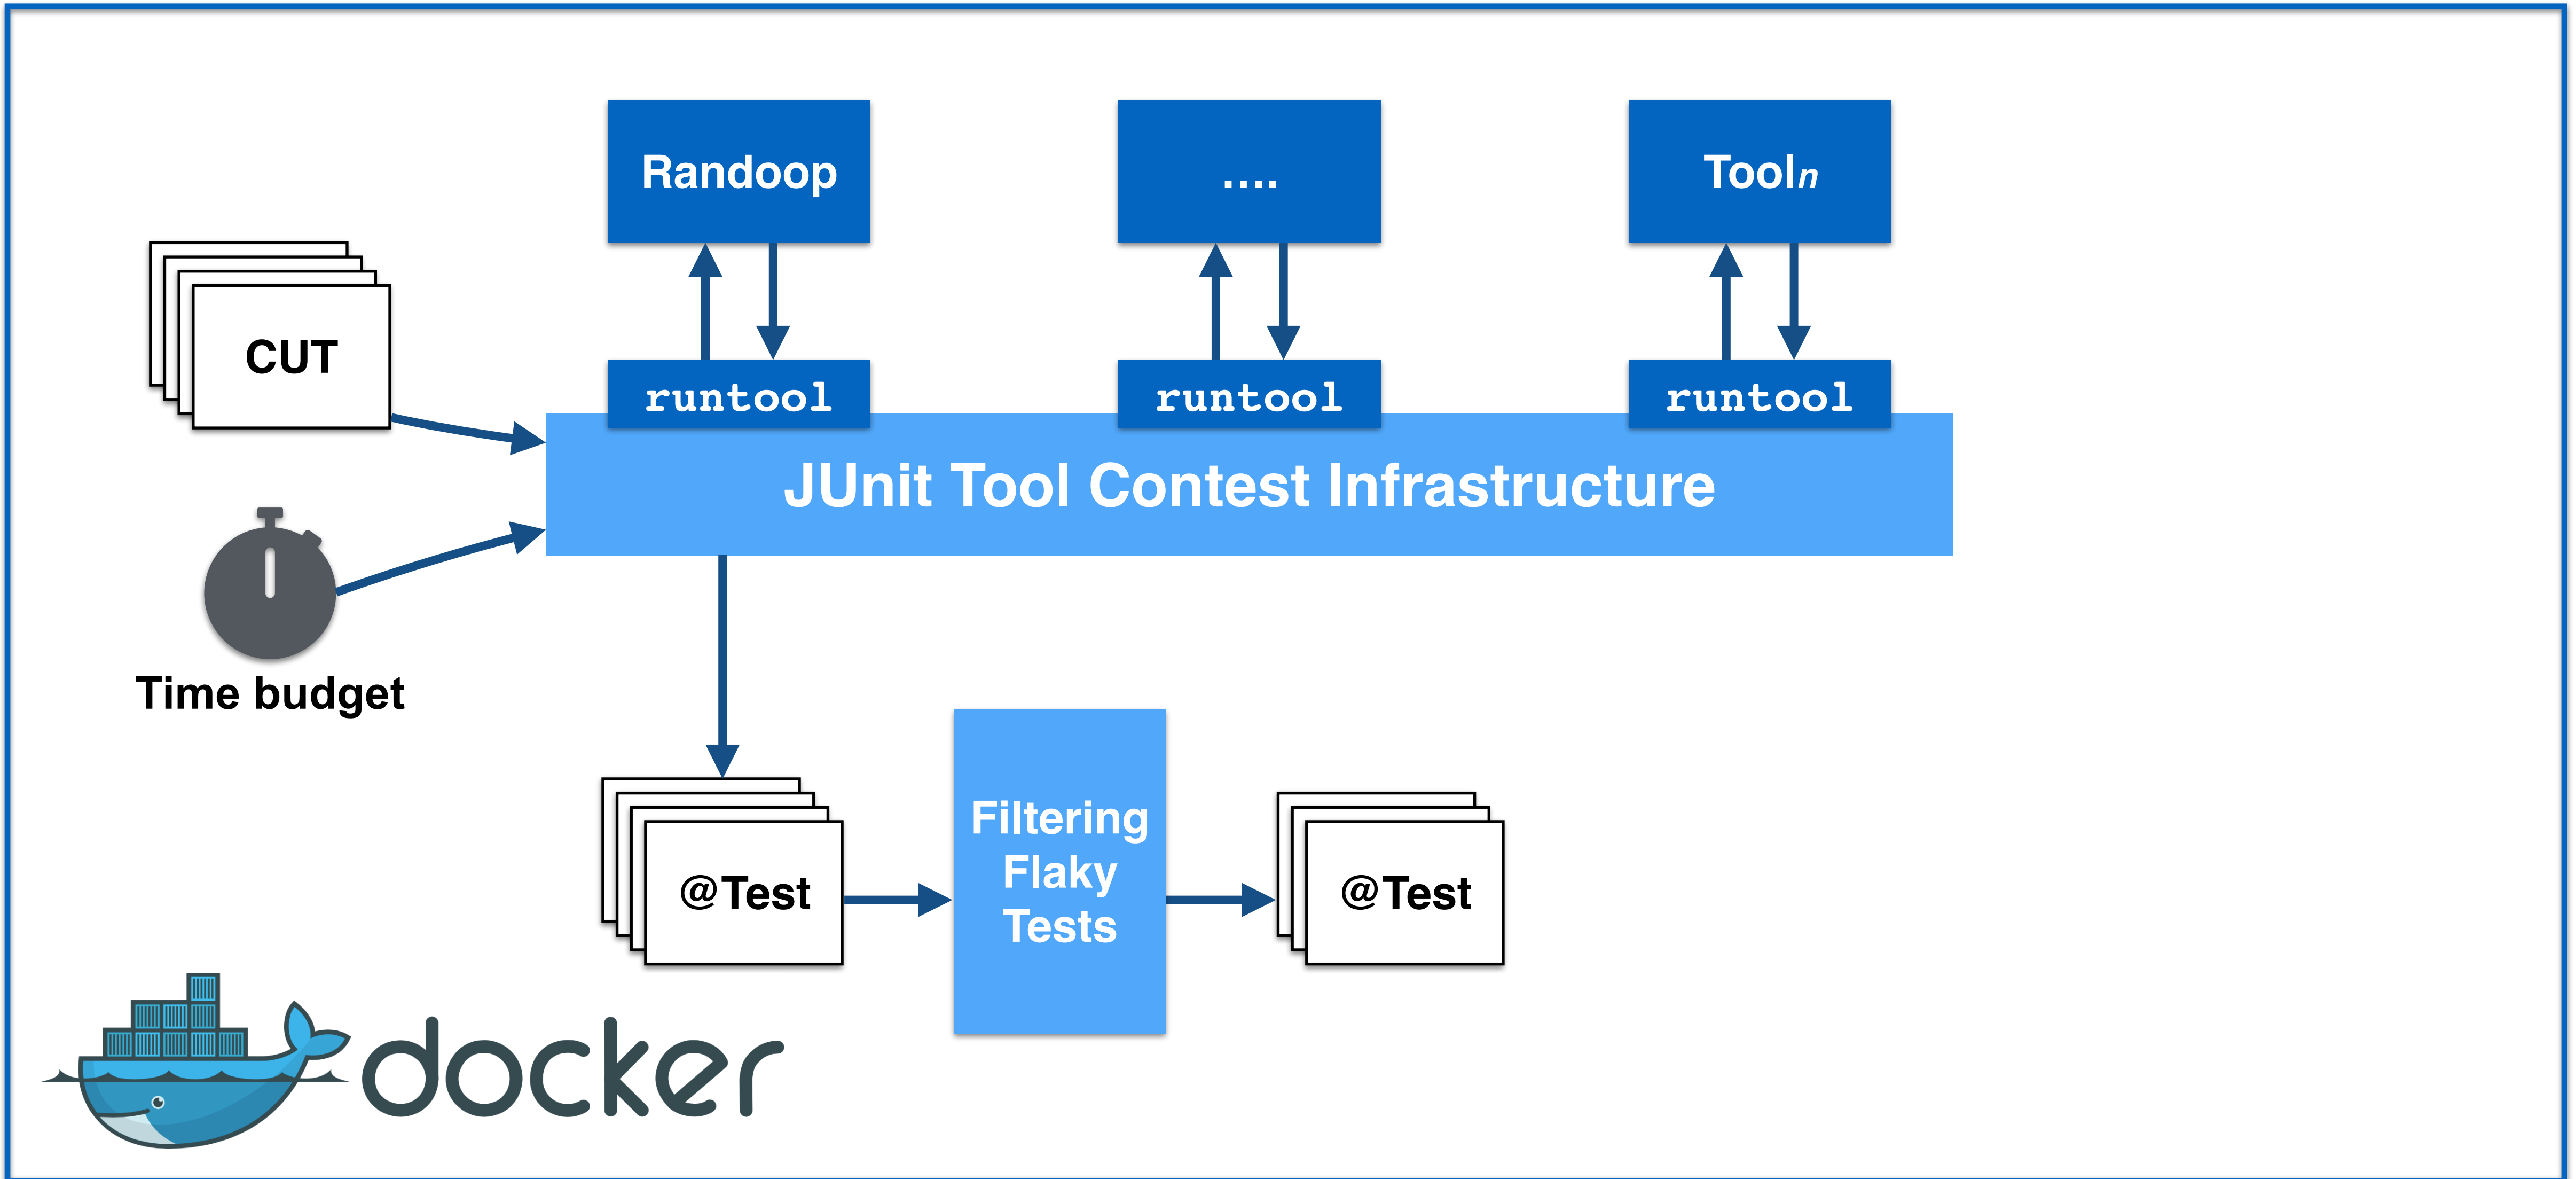 Randoop
....
Tooln
CUT
runtool
runtool
runtool
JUnit Tool Contest Infrastructure
Time budget
@Test
Filtering
Flaky
Tests
@Test
docker